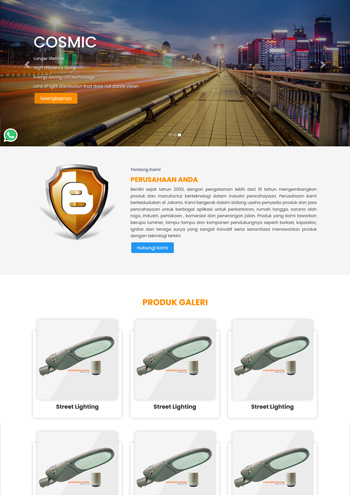 COSMIC
Longer lifetime
High efficiency lamp
Energy saving LED technology
Lens of light distribution that does not dazzle vision
Selengkapnya
Tentang Kami
PERUSAHAAN ANDA
Berdiri sejak tahun 2003, dengan pengalaman lebih dari 10 tahun mengembangkan
produk dan manufactur berteknologi dalam industri pencahayaan. Perusahaan kami
berkedudukan di Jakarta, Kami bergerak dalam bidang usaha penyedia produk dan jasa
pencahayaan untuk berbagai aplikasi untuk perkantoran, rumah tangga, sarana olah
raga, industri, pertokoan , komersial dan penerangan jalan. Produk yang kami tawarkan
berupa luminer, lampu-lampu dan komponen pendukungnya seperti ballast, kapasitor,
ignitor dan tenaga surya yang sangat inovatif serta senantiasa menawarkan produk
dengan teknologi terkini
Hubungi Kami
PRODUK GALERI
Street Lighting
Street Lighting
Street Lighting